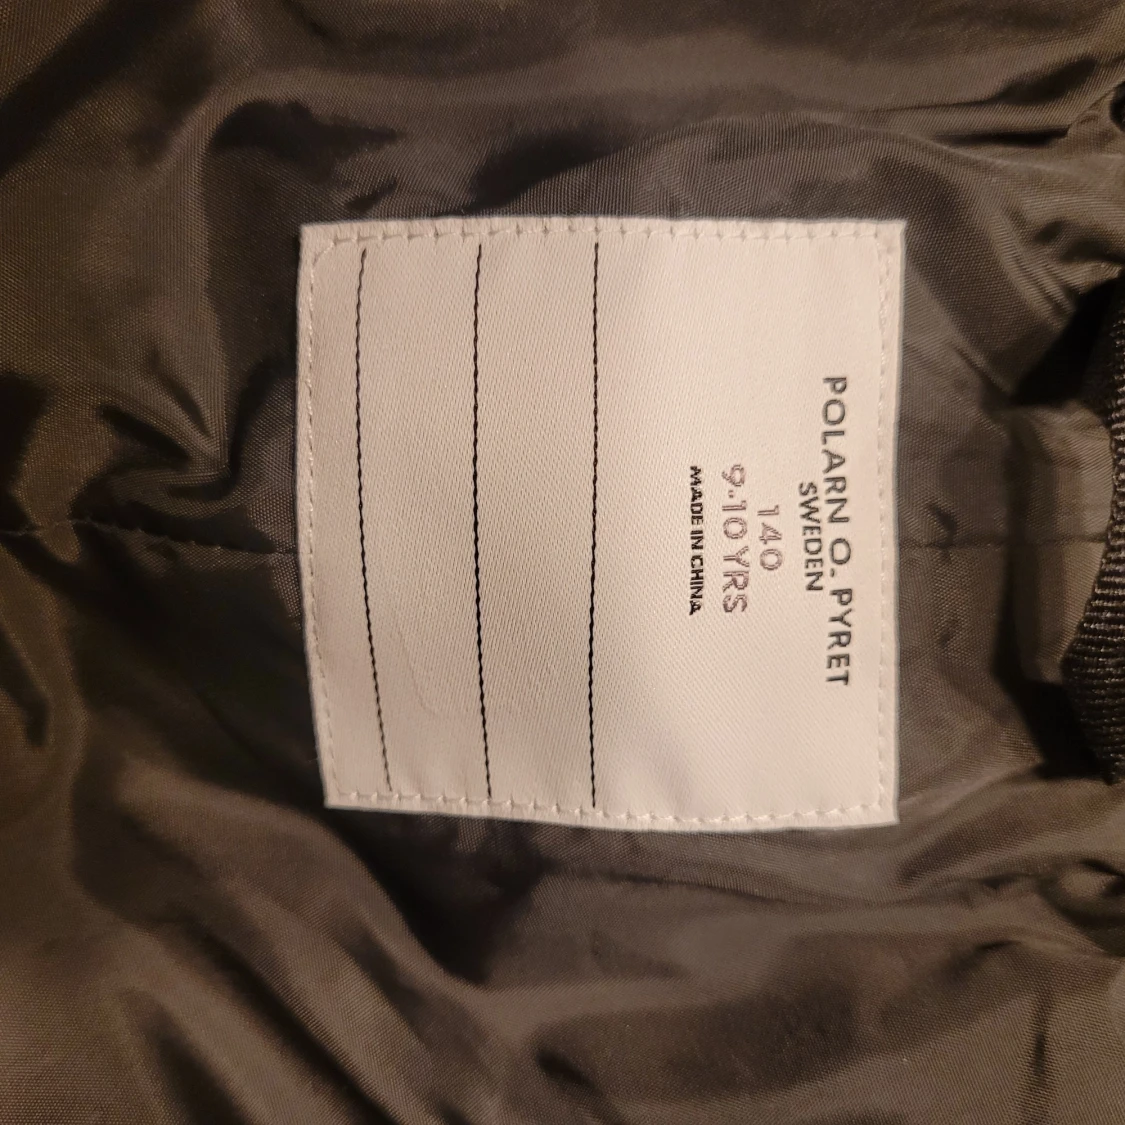 POLARN O. PYRET
SWEDEN
140
9-10 YRS
MADE IN CHINA